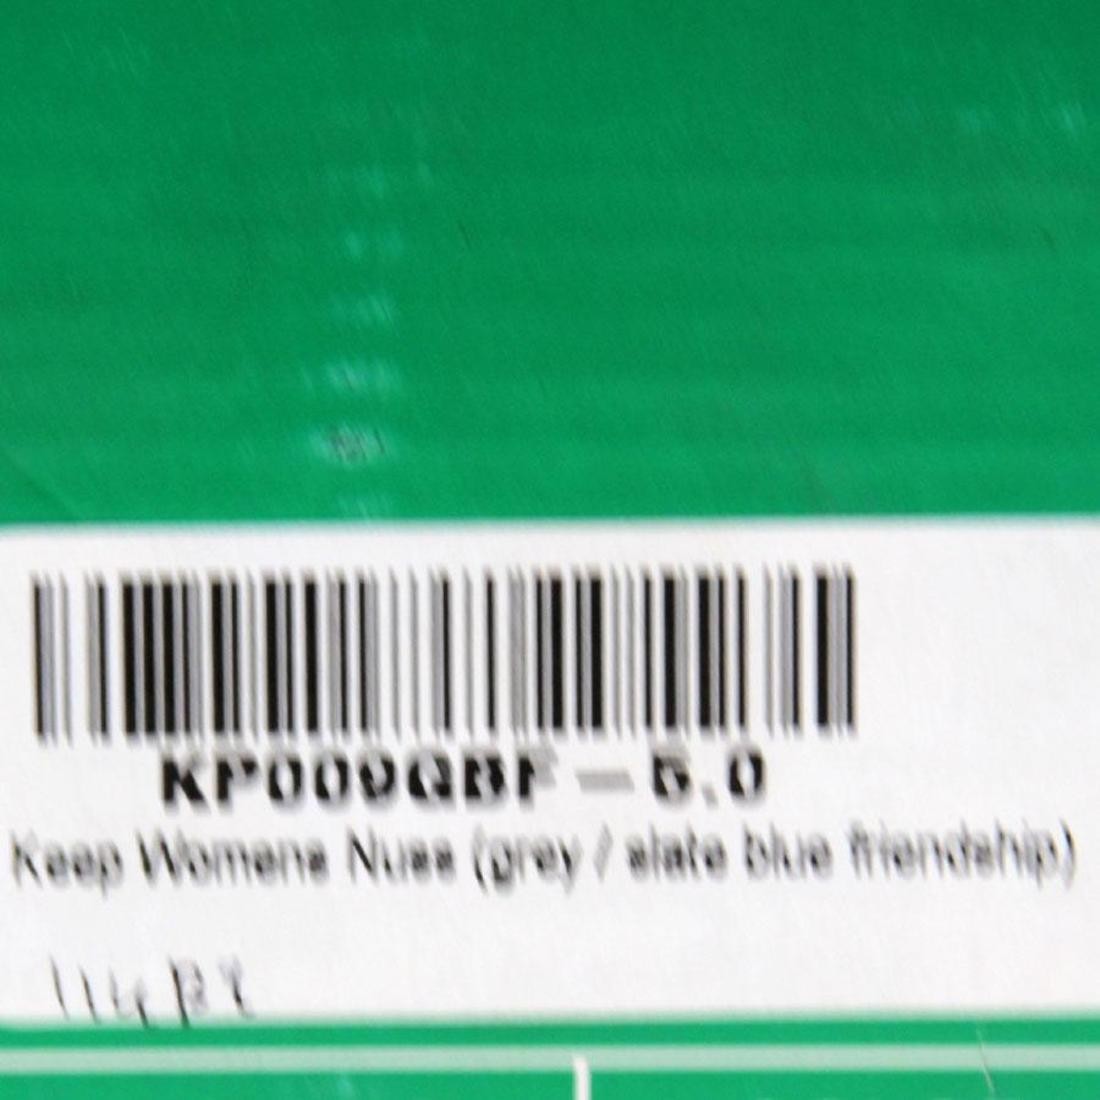 KP009GBF-5.0
Keep Womens Nuss (grey / slate blue friendship)